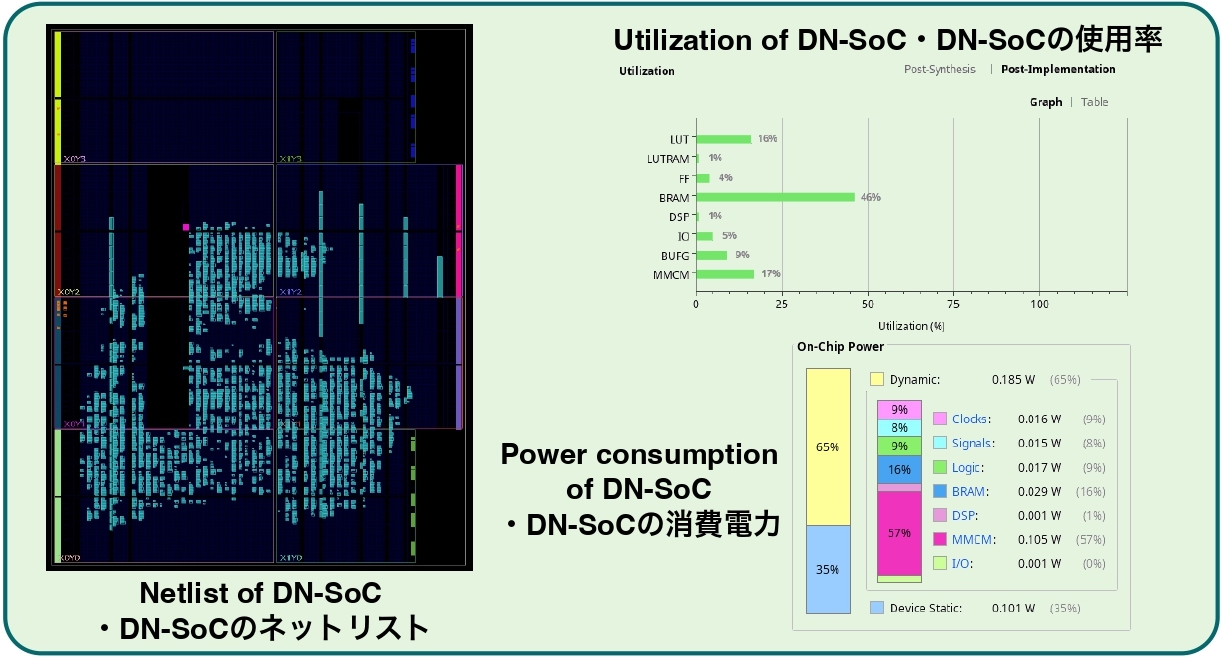 X0Y3
X1Y3
X0Y2
X1Y2
X0Y1
X0Y0
X1Y0
Netlist of DN-SoC
・DN-SoCのネットリスト
Utilization of DN-SoC・DN-SoCの使用率
Utilization
Post-Synthesis | Post-Implementation
Graph | Table
LUT 16%
LUTRAM 1%
FF 4%
BRAM 46%
DSP 1%
IO 5%
BUFG 9%
MMCM 17%
0 25 50 75 100
Utilization (%)
Power consumption
of DN-SoC
・DN-SoCの消費電力
On-Chip Power
65%
35%
Dynamic: 0.185 W (65%)
9%
8%
9%
16%
57%
Clocks: 0.016 W (9%)
Signals: 0.015 W (8%)
Logic: 0.017 W (9%)
BRAM: 0.029 W (16%)
DSP: 0.001 W (1%)
MMCM: 0.105 W (57%)
I/O: 0.001 W (0%)
Device Static: 0.101 W (35%)